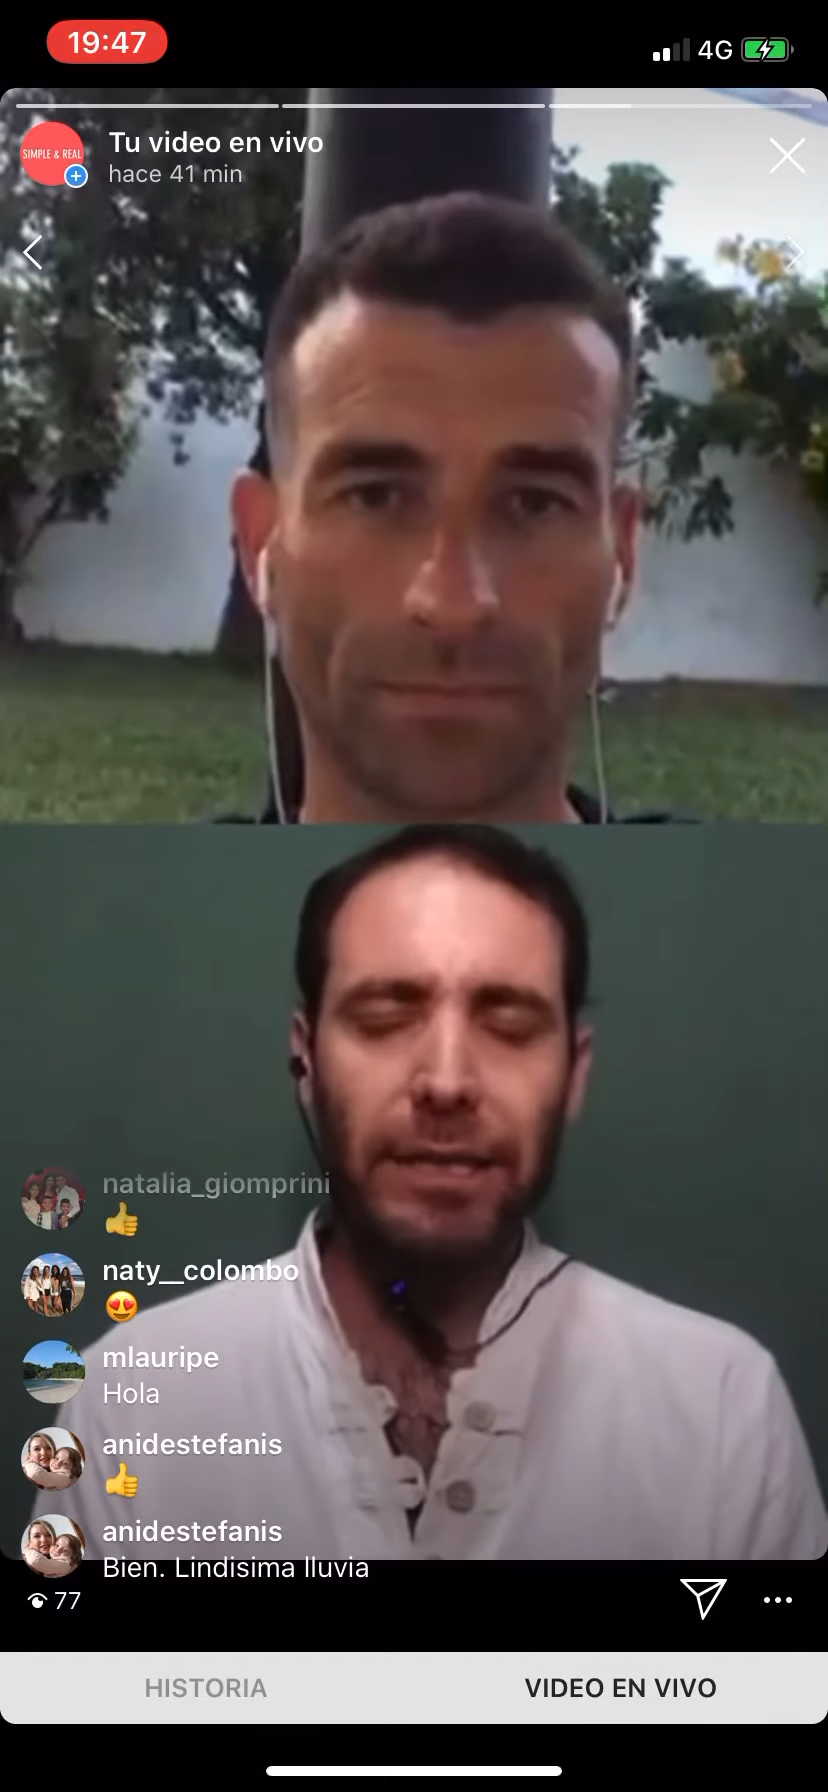 19:47
4G
SIMPLE & REAL
Tu video en vivo
hace 41 min
natalia_giomprini
👍
naty__colombo
😍
mlauripe
Hola
anidestefanis
👍
anidestefanis
Bien. Lindisima lluvia
77
HISTORIA
VIDEO EN VIVO